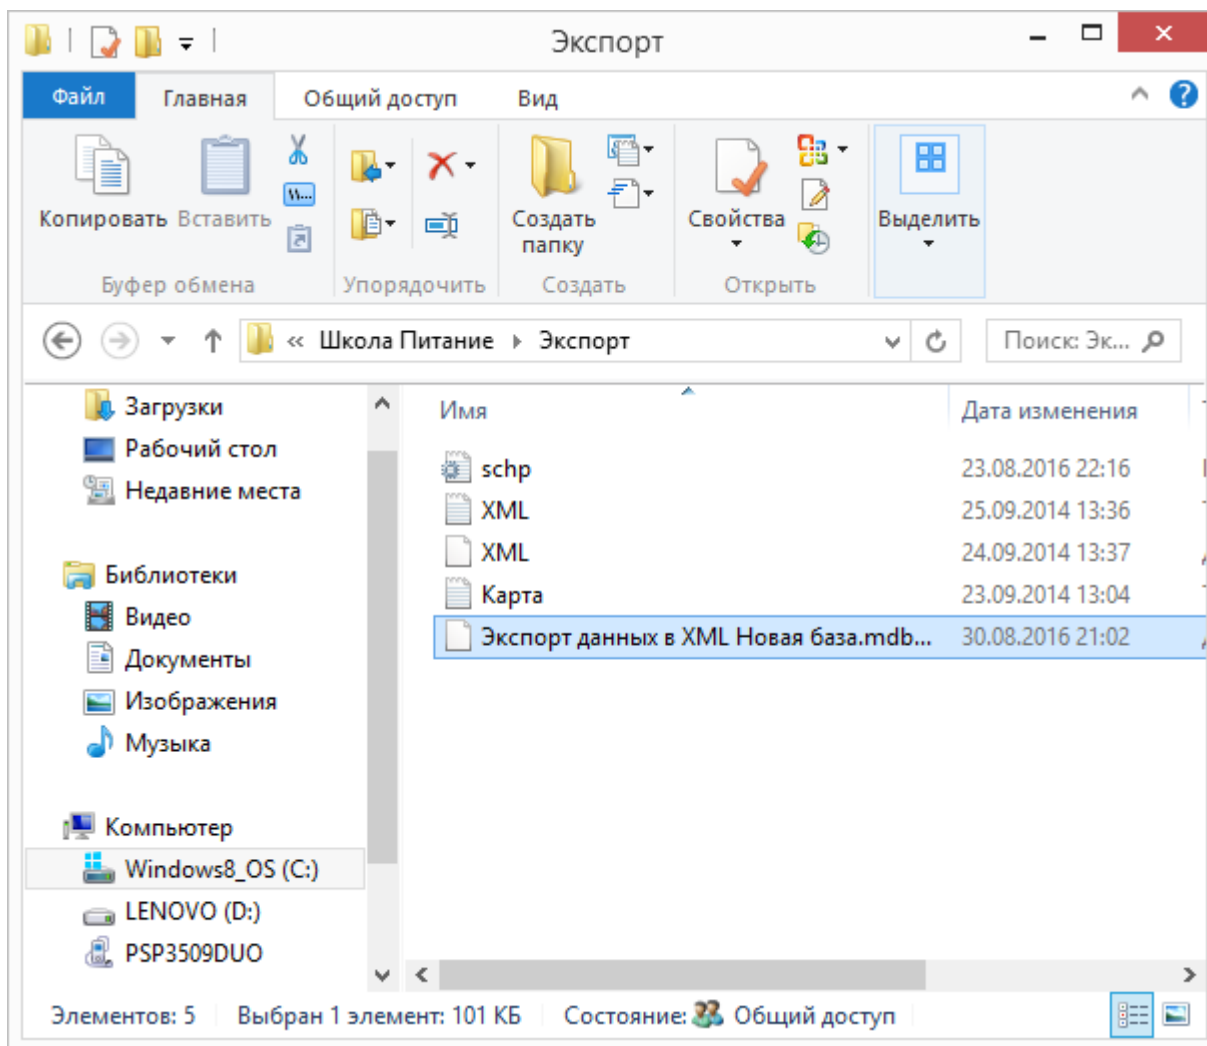 Экспорт
Файл Главная Общий доступ Вид
Копировать Вставить Создать папку Свойства Выделить
Буфер обмена Упорядочить Создать Открыть
« Школа Питание Экспорт Поиск: Эк...
Загрузки
Рабочий стол
Недавние места
Библиотеки
Видео
Документы
Изображения
Музыка
Компьютер
Windows8_OS (C:)
LENOVO (D:)
PSP3509DUO
Имя Дата изменения
schp 23.08.2016 22:16
XML 25.09.2014 13:36
XML 24.09.2014 13:37
Карта 23.09.2014 13:04
Экспорт данных в XML Новая база.mdb... 30.08.2016 21:02
Элементов: 5 Выбран 1 элемент: 101 КБ Состояние: Общий доступ